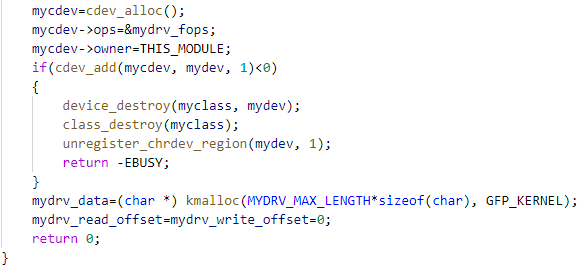 mycdev=cdev_alloc();
mycdev->ops=&mydrv_fops;
mycdev->owner=THIS_MODULE;
if(cdev_add(mycdev, mydev, 1)<0)
{
device_destroy(myclass, mydev);
class_destroy(myclass);
unregister_chrdev_region(mydev, 1);
return -EBUSY;
}
mydrv_data=(char *) kmalloc(MYDRV_MAX_LENGTH*sizeof(char), GFP_KERNEL);
mydrv_read_offset=mydrv_write_offset=0;
return 0;
}